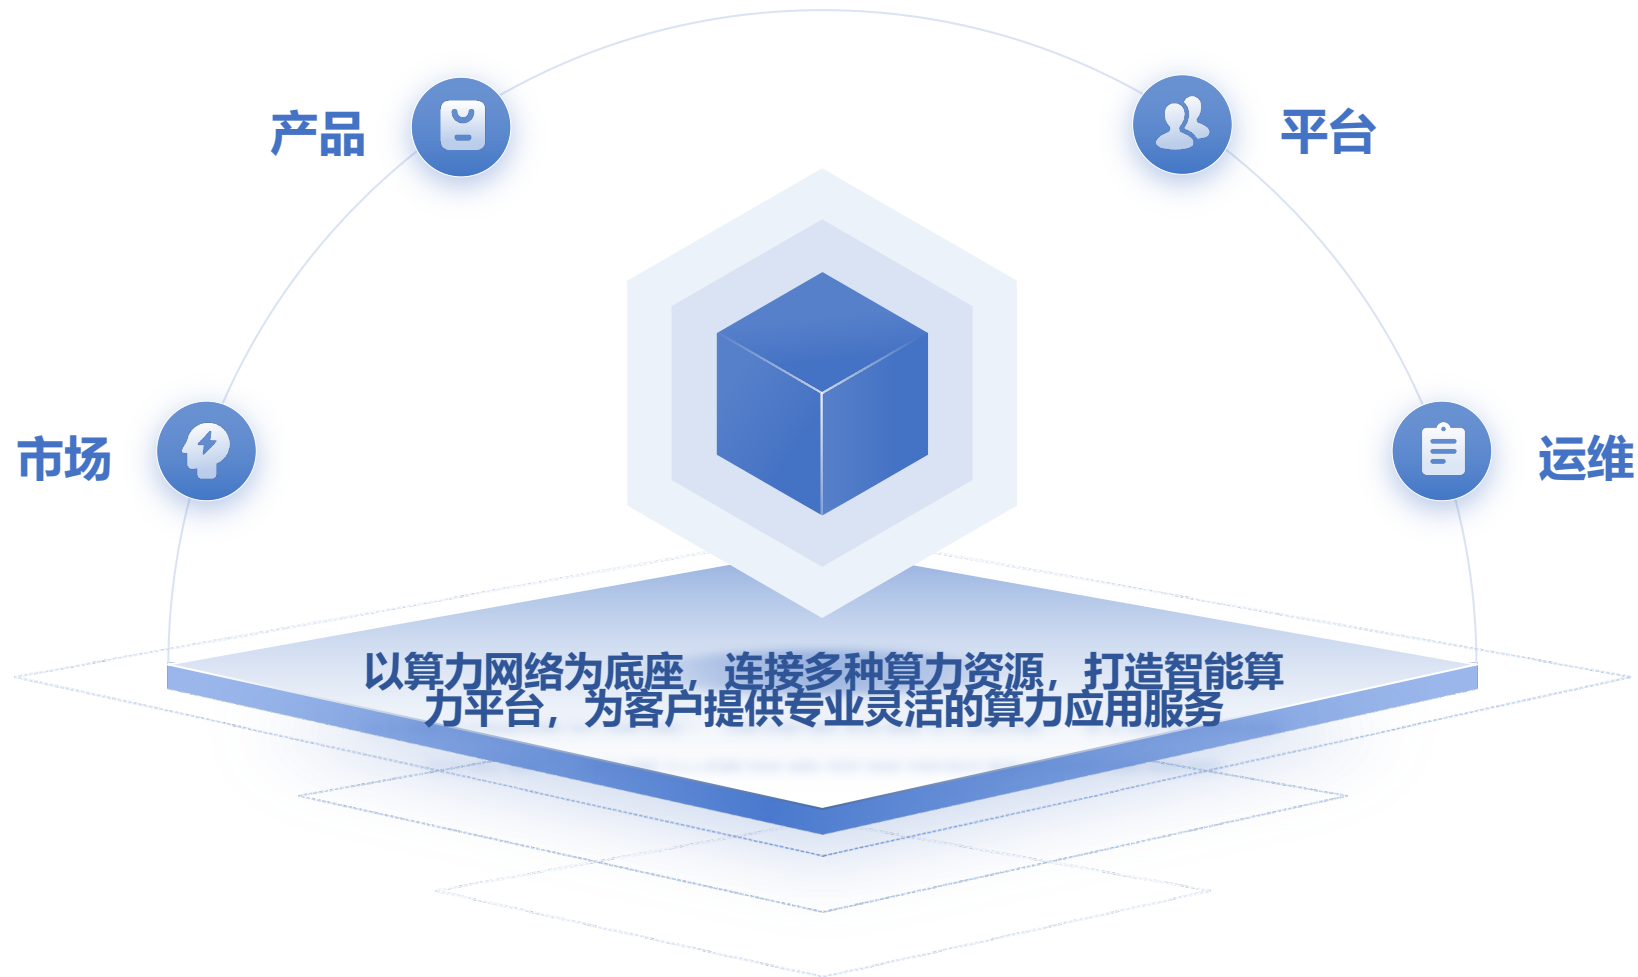 产品
平台
市场
运维
以算力网络为底座，连接多种算力资源，打造智能算
力平台，为客户提供专业灵活的算力应用服务